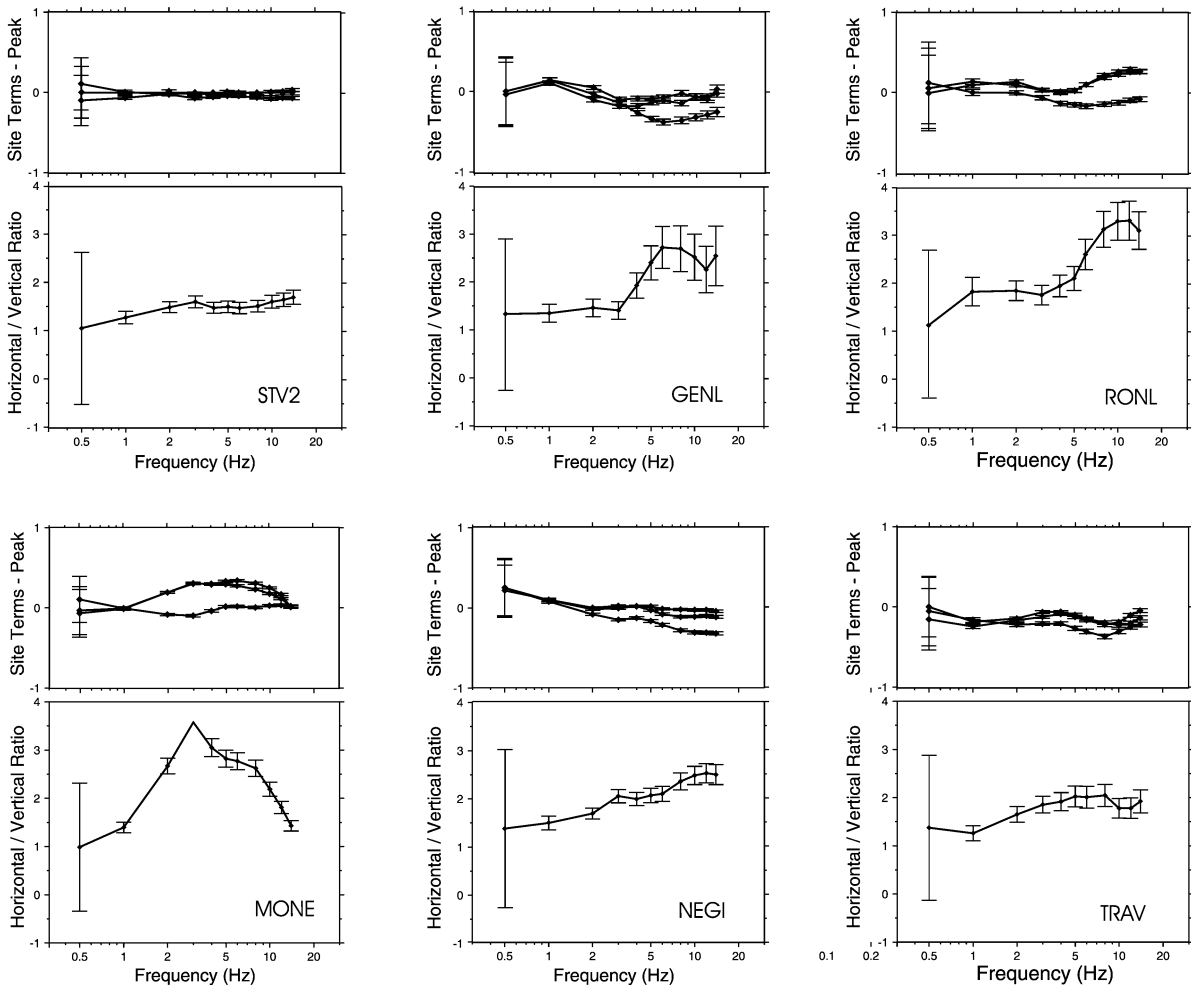 1
0
-1
Site Terms - Peak
4
3
2
1
0
-1
Horizontal / Vertical Ratio
STV2
0.5 1 2 5 10 20
Frequency (Hz)
1
0
-1
Site Terms - Peak
4
3
2
1
0
-1
Horizontal / Vertical Ratio
GENL
0.5 1 2 5 10 20
Frequency (Hz)
1
0
-1
Site Terms - Peak
4
3
2
1
0
-1
Horizontal / Vertical Ratio
RONL
0.5 1 2 5 10 20
Frequency (Hz)
1
0
-1
Site Terms - Peak
4
3
2
1
0
-1
Horizontal / Vertical Ratio
MONE
0.5 1 2 5 10 20
Frequency (Hz)
1
0
-1
Site Terms - Peak
4
3
2
1
0
-1
Horizontal / Vertical Ratio
NEGI
0.5 1 2 5 10 20
Frequency (Hz)
1
0
-1
Site Terms - Peak
4
3
2
1
0
-1
Horizontal / Vertical Ratio
TRAV
0.1 0.2 0.5 1 2 5 10 20
Frequency (Hz)